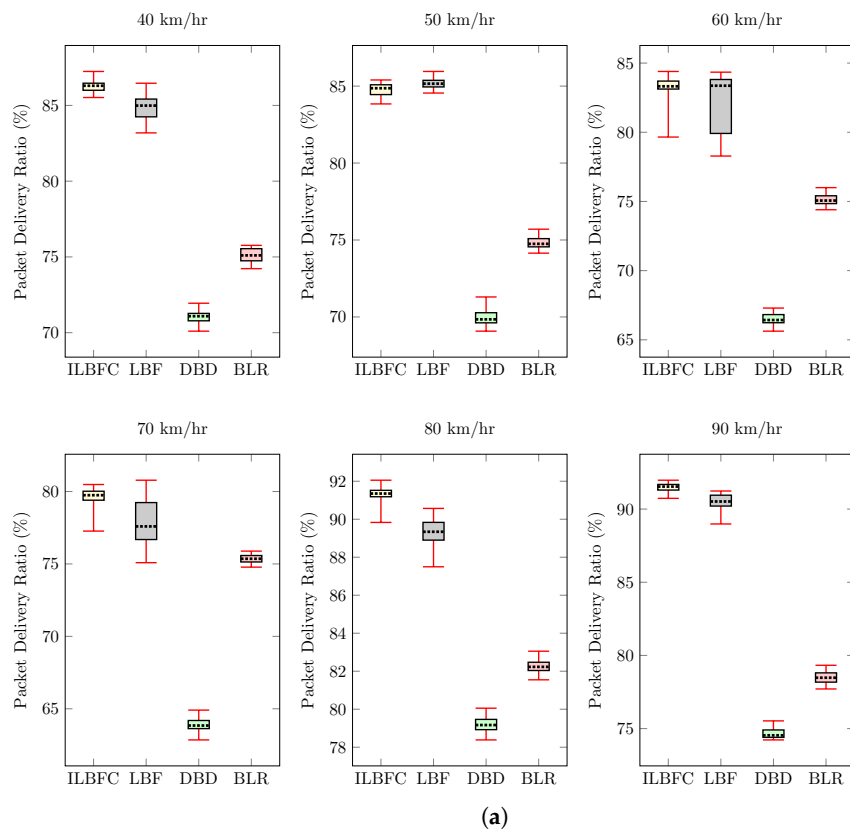 40 km/hr
50 km/hr
60 km/hr
Packet Delivery Ratio (%)
85
80
75
70
ILBFC LBF DBD BLR
Packet Delivery Ratio (%)
85
80
75
70
ILBFC LBF DBD BLR
Packet Delivery Ratio (%)
85
80
75
70
65
ILBFC LBF DBD BLR
70 km/hr
80 km/hr
90 km/hr
Packet Delivery Ratio (%)
80
75
70
65
ILBFC LBF DBD BLR
Packet Delivery Ratio (%)
92
90
88
86
84
82
80
78
ILBFC LBF DBD BLR
Packet Delivery Ratio (%)
90
85
80
75
ILBFC LBF DBD BLR
(a)